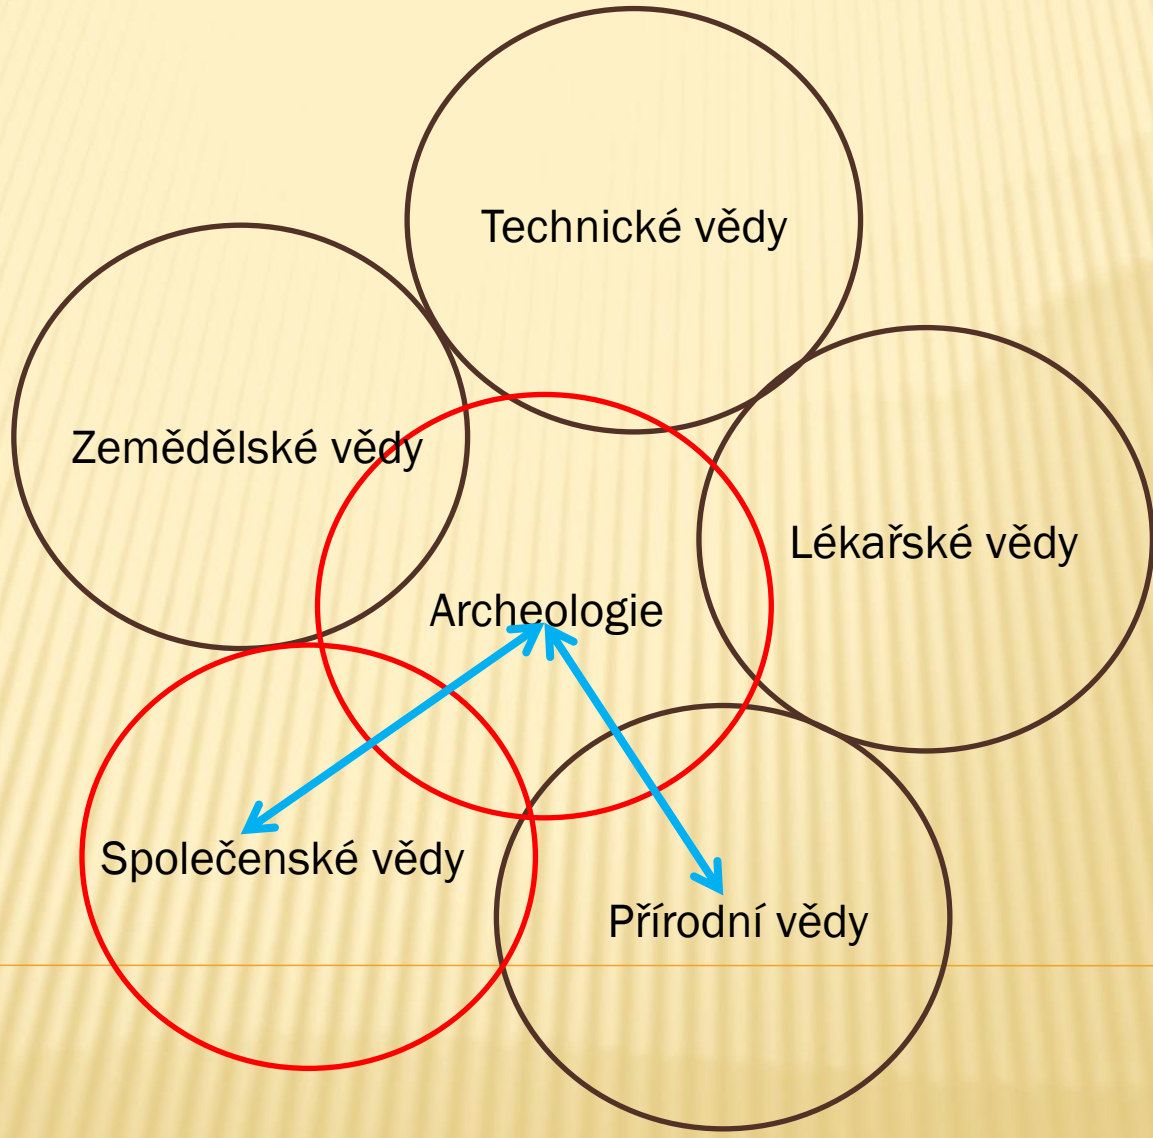 Technické vědy
Zemědělské vědy
Lékařské vědy
Archeologie
Společenské vědy
Přírodní vědy